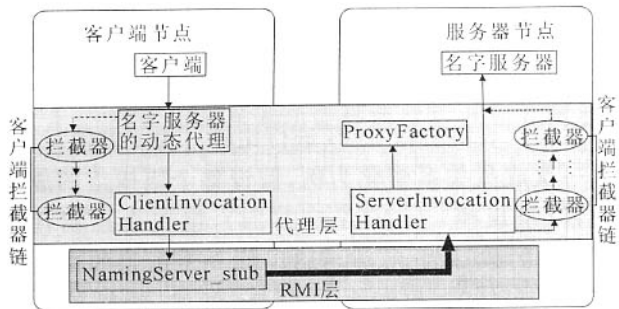 客户端节点
客户端
名字服务器
的动态代理
拦截器
拦截器
客户端拦截器链
ClientInvocation
Handler
代理层
NamingServer_stub
RMI层
服务器节点
名字服务器
ProxyFactory
ServerInvocation
Handler
拦截器
拦截器
客户端拦截器链